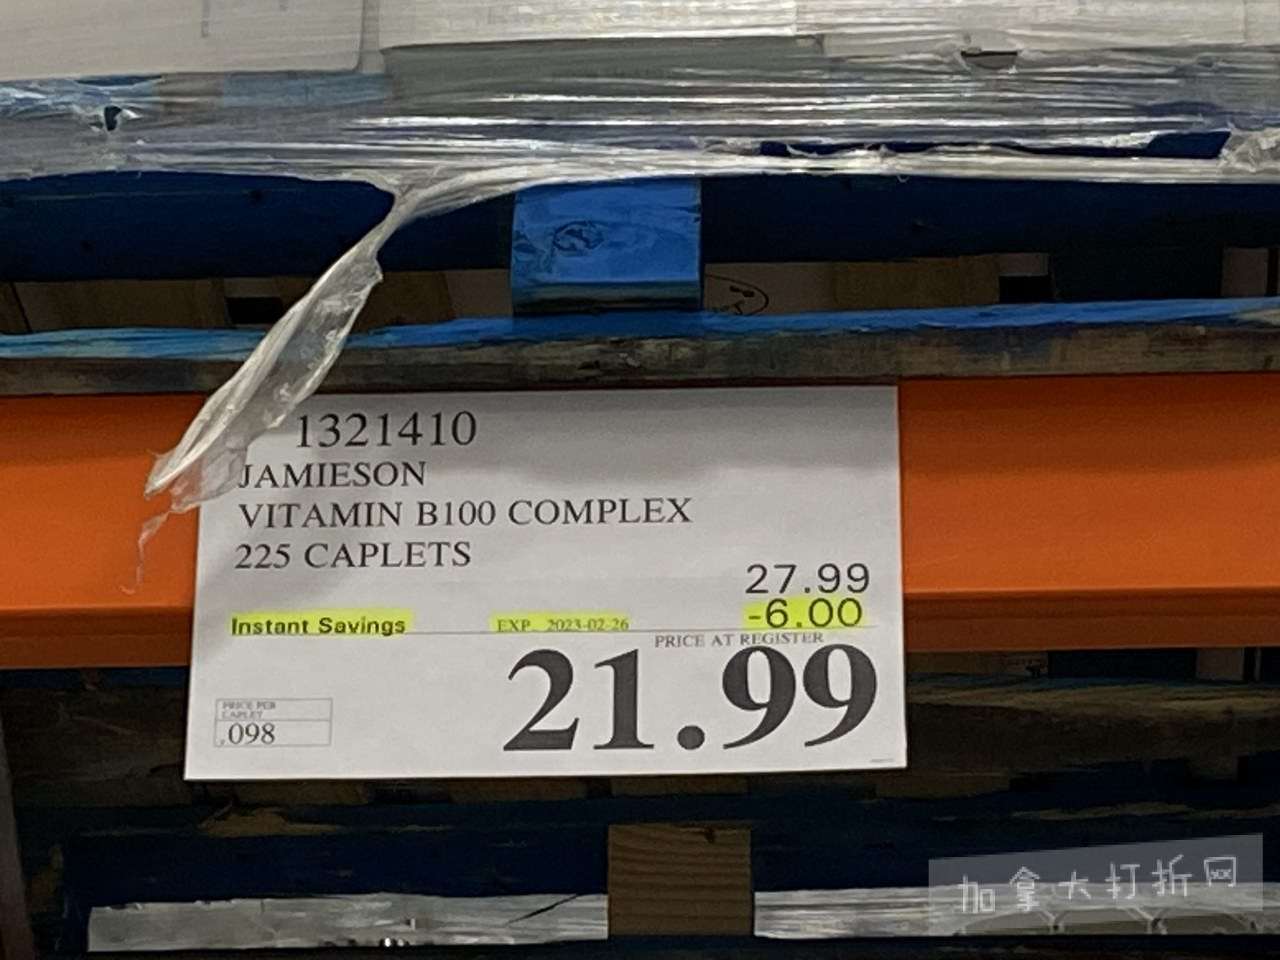 1321410
JAMIESON
VITAMIN B100 COMPLEX
225 CAPLETS
27.99
Instant Savings EXP. 2023-02-26 -6.00
PRICE AT REGISTER
21.99
PRICE PER
CAPLET
.098
加拿大打折网